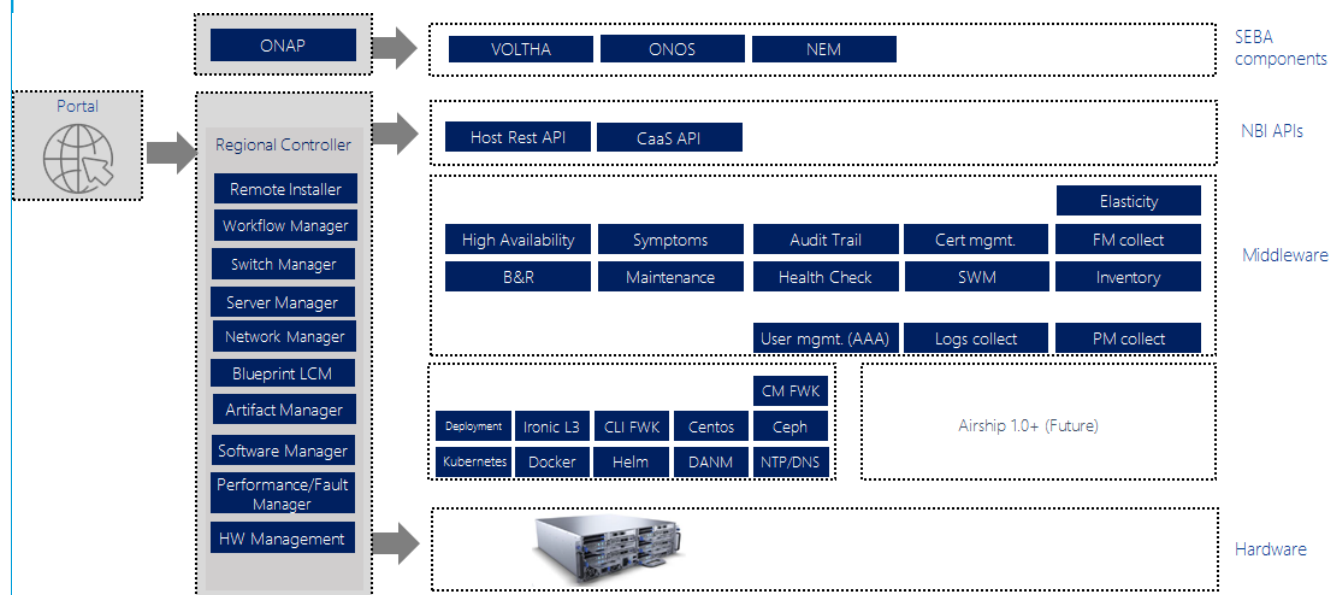 ONAP
VOLTHA
ONOS
NEM
SEBA
components
Portal
Regional Controller
Remote Installer
Workflow Manager
Switch Manager
Server Manager
Network Manager
Blueprint LCM
Artifact Manager
Software Manager
Performance/Fault
Manager
HW Management
Host Rest API
CaaS API
NBI APIs
Elasticity
High Availability
Symptoms
Audit Trail
Cert mgmt.
FM collect
B&R
Maintenance
Health Check
SWM
Inventory
User mgmt. (AAA)
Logs collect
PM collect
Middleware
CM FWK
Deployment
Ironic L3
CLI FWK
Centos
Ceph
Kubernetes
Docker
Helm
DANM
NTP/DNS
Airship 1.0+ (Future)
Hardware